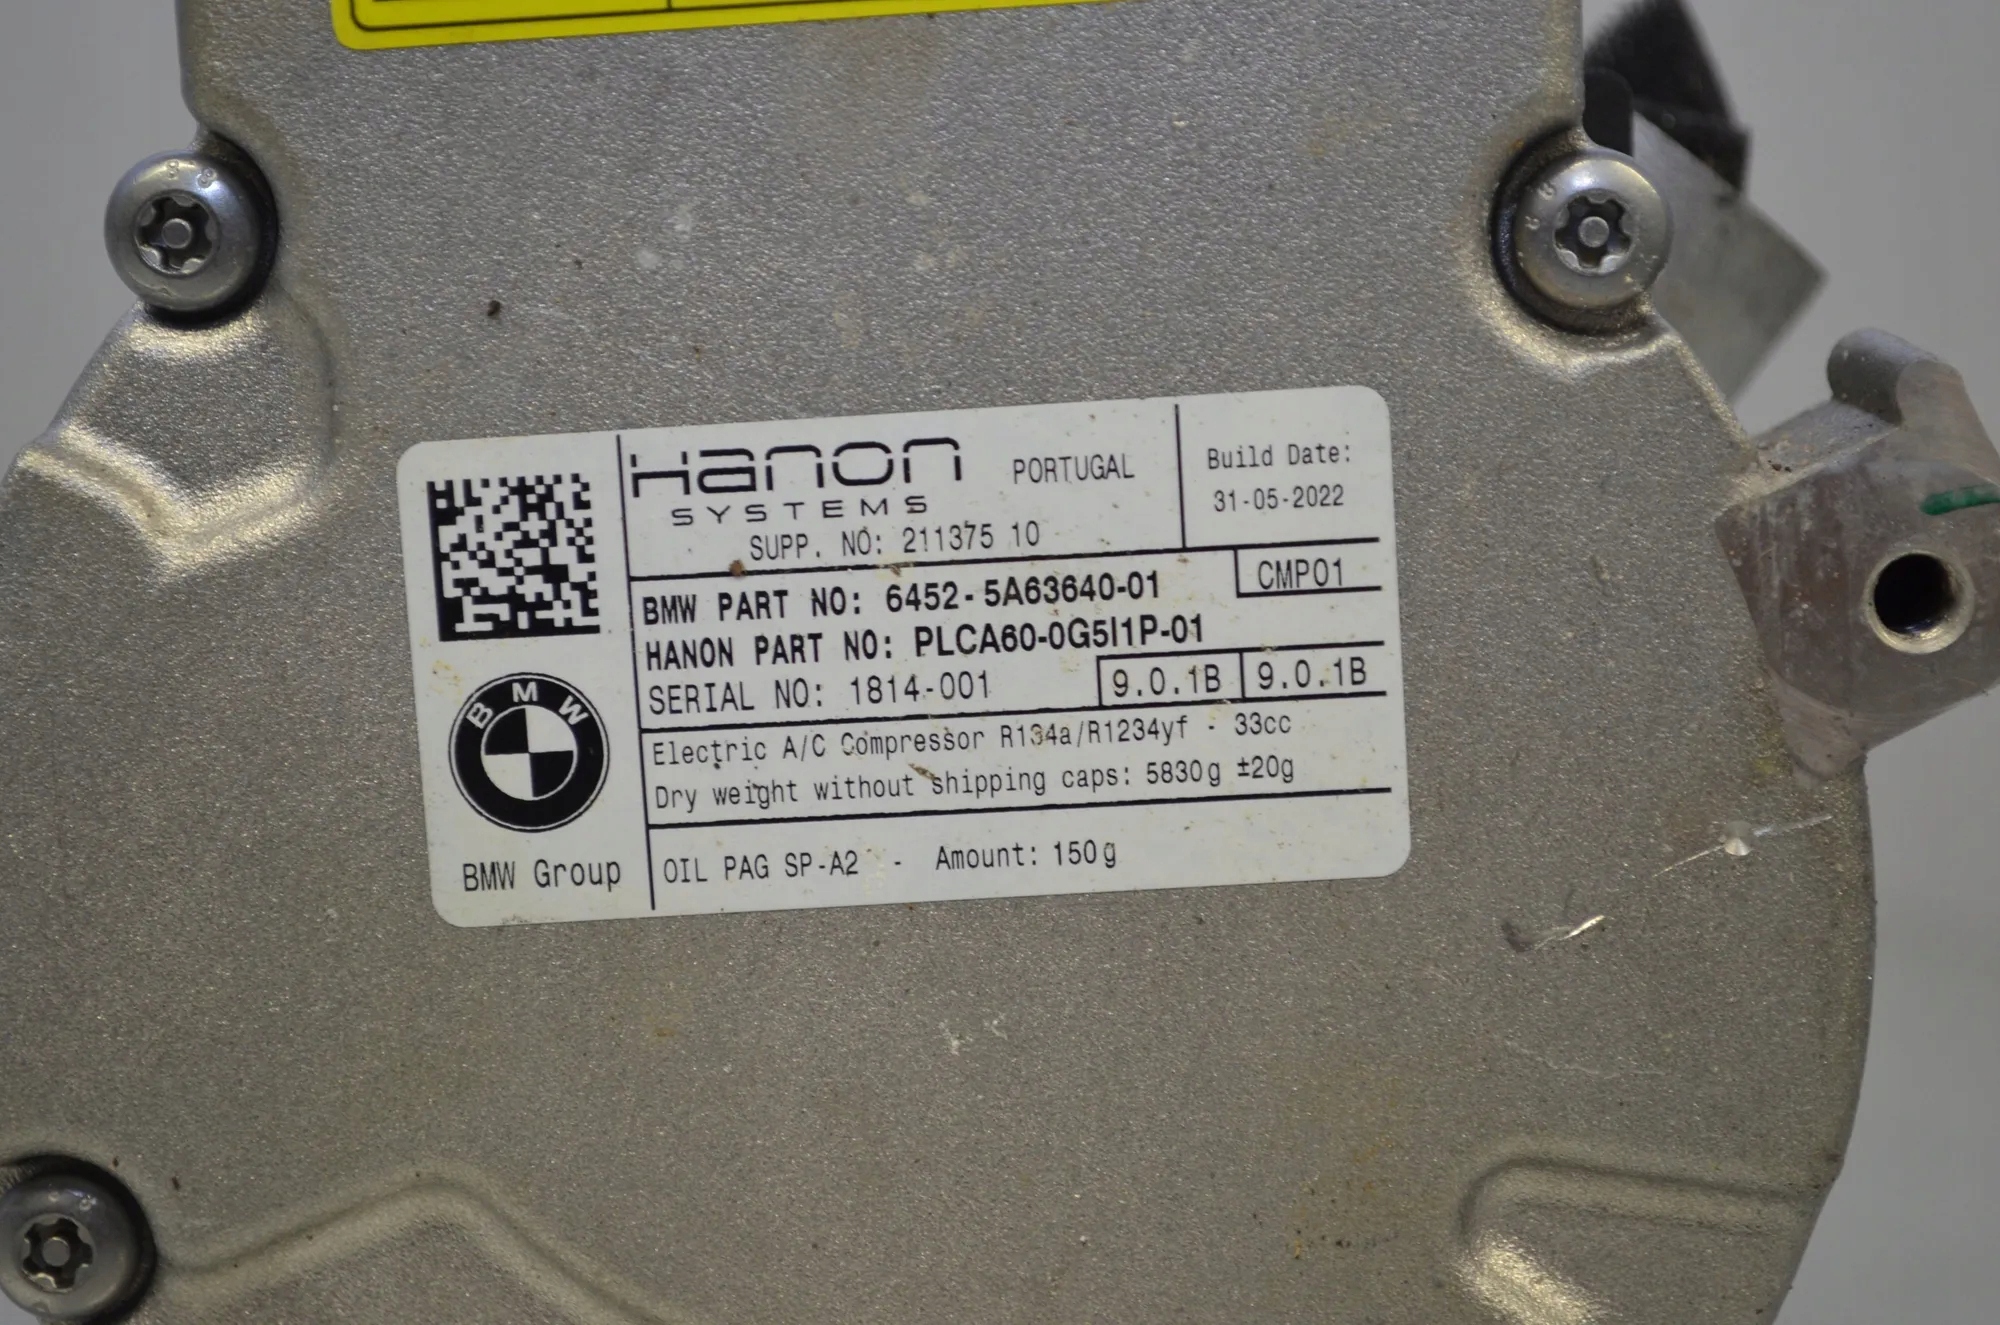 Hanon
SYSTEMS
PORTUGAL
SUPP. NO: 211375 10
Build Date:
31-05-2022
BMW PART NO: 6452-5A63640-01
CMP01
HANON PART NO: PLCA60-0G5I1P-01
SERIAL NO: 1814-001
9.0.1B 9.0.1B
Electric A/C Compressor R134a/R1234yf - 33cc
Dry weight without shipping caps: 5830g ±20g
OIL PAG SP-A2 - Amount: 150g
BMW
BMW Group